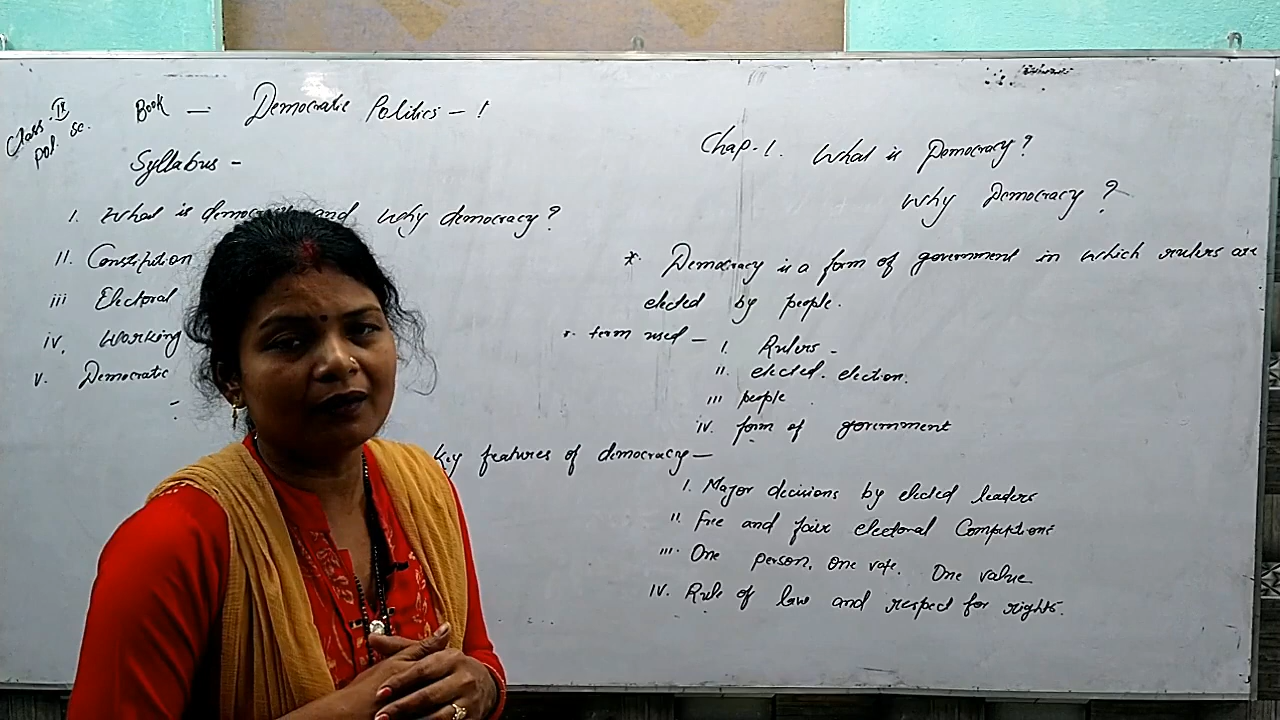 Class - IX
Pol. Sc.
Book — Democratic Politics - 1
Syllabus -
I. What is democracy and why democracy?
II. Constitution
iii Electoral
iv. Working
v. Democratic
Chap. 1. What is Democracy?
Why Democracy?
* Democracy is a form of government in which rulers are
elected by people.
* term used - 1. Rulers -
II. elected - election.
III people
iv. form of government
Key features of democracy —
1. Major decisions by elected leaders
II. Free and fair electoral
III. One person, one vote. One value
IV. Rule of law and respect for rights.